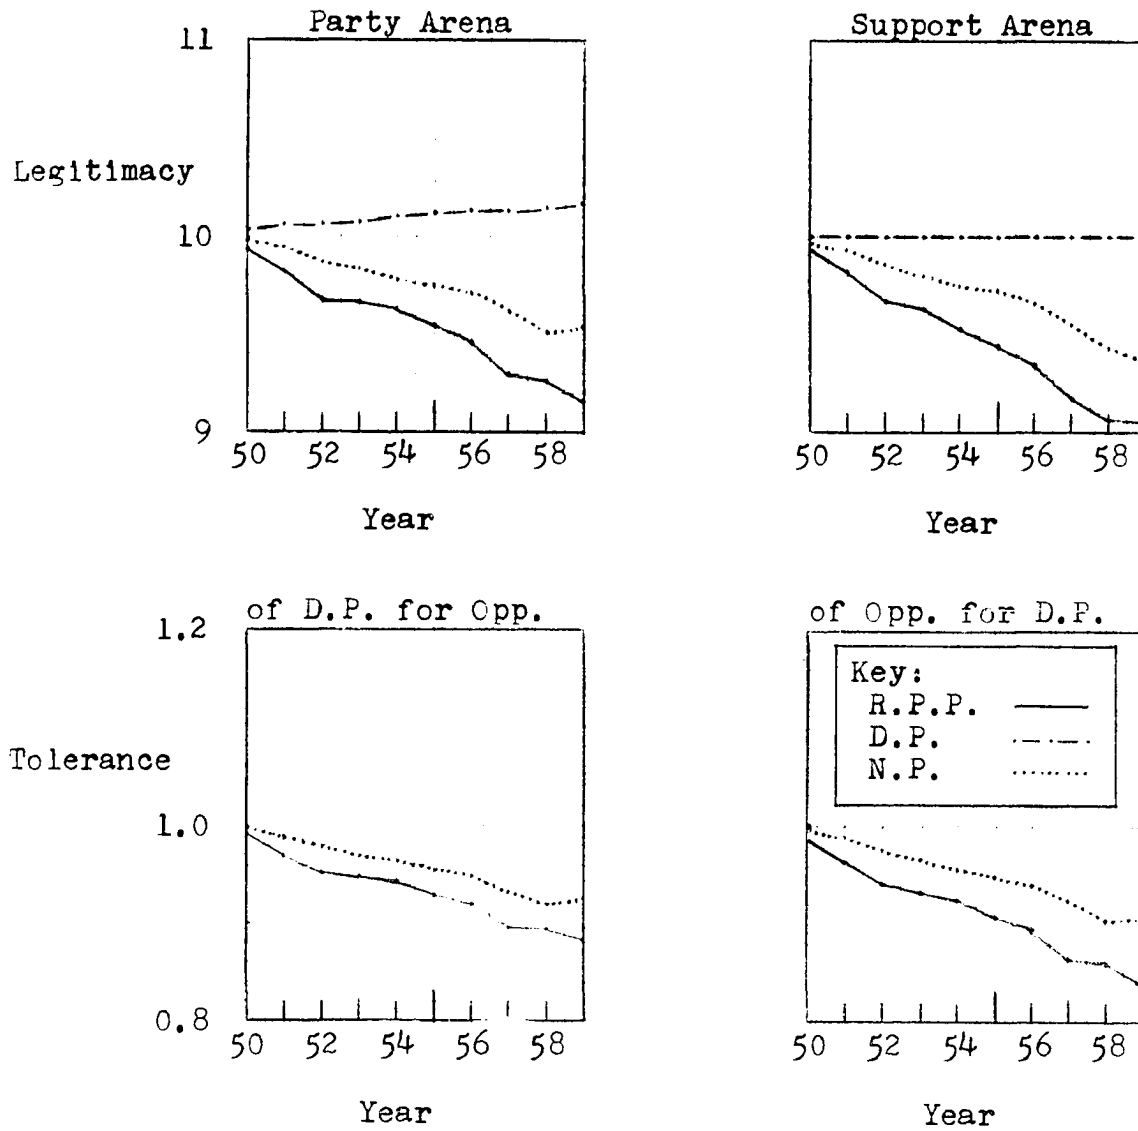 Party Arena
Support Arena
11
Legitimacy
10
9
50 52 54 56 58
50 52 54 56 58
Year
Year
of D.P. for Opp.
of Opp. for D.P.
1.2
Key:
R.P.P.
D.P.
N.P.
Tolerance
1.0
0.8
50 52 54 56 58
50 52 54 56 58
Year
Year